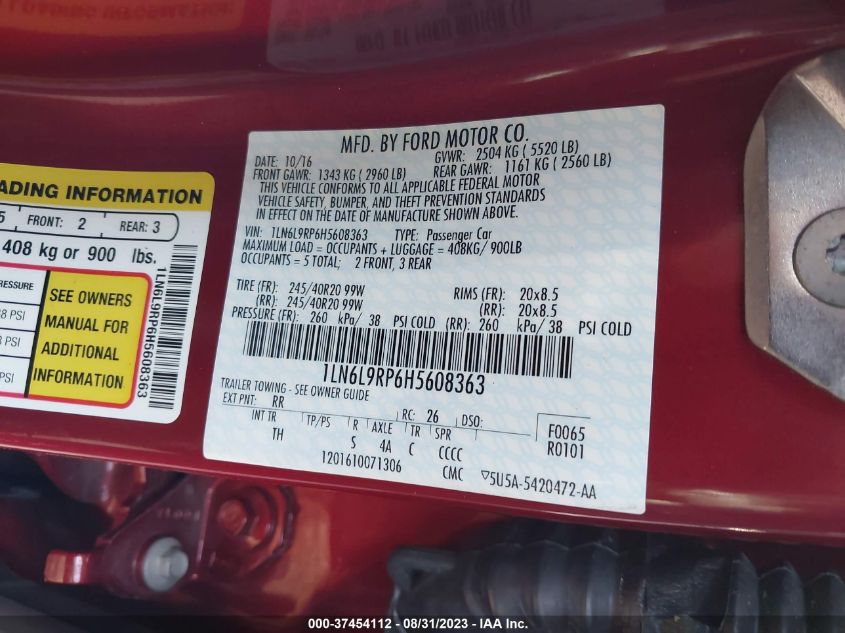 MFD. BY FORD MOTOR CO.
DATE: 10/16 GVWR: 2504 KG ( 5520 LB)
FRONT GAWR: 1343 KG ( 2960 LB) REAR GAWR: 1161 KG ( 2560 LB)
THIS VEHICLE CONFORMS TO ALL APPLICABLE FEDERAL MOTOR
VEHICLE SAFETY, BUMPER, AND THEFT PREVENTION STANDARDS
IN EFFECT ON THE DATE OF MANUFACTURE SHOWN ABOVE.
VIN: 1LN6L9RP6H5608363 TYPE: Passenger Car
MAXIMUM LOAD = OCCUPANTS + LUGGAGE = 408KG/ 900LB
OCCUPANTS = 5 TOTAL; 2 FRONT, 3 REAR
TIRE (FR): 245/40R20 99W RIMS (FR): 20x8.5
(RR): 245/40R20 99W (RR): 20x8.5
PRESSURE (FR): 260 kPa/ 38 PSI COLD (RR): 260 kPa/ 38 PSI COLD
1LN6L9RP6H5608363
TRAILER TOWING - SEE OWNER GUIDE
EXT PNT: RR RC: 26 DSO: F0065
INT TR TP/PS R AXLE TR SPR R0101
TH S 4A C CCCC
1201610071306 CMC ▽5U5A-5420472-AA
ADING INFORMATION
5 FRONT: 2 REAR: 3
408 kg or 900 lbs.
RESSURE
8 PSI
PSI
PSI
SEE OWNERS
MANUAL FOR
ADDITIONAL
INFORMATION
1LN6L9RP6H5608363
000-37454112 - 08/31/2023 - IAA Inc.